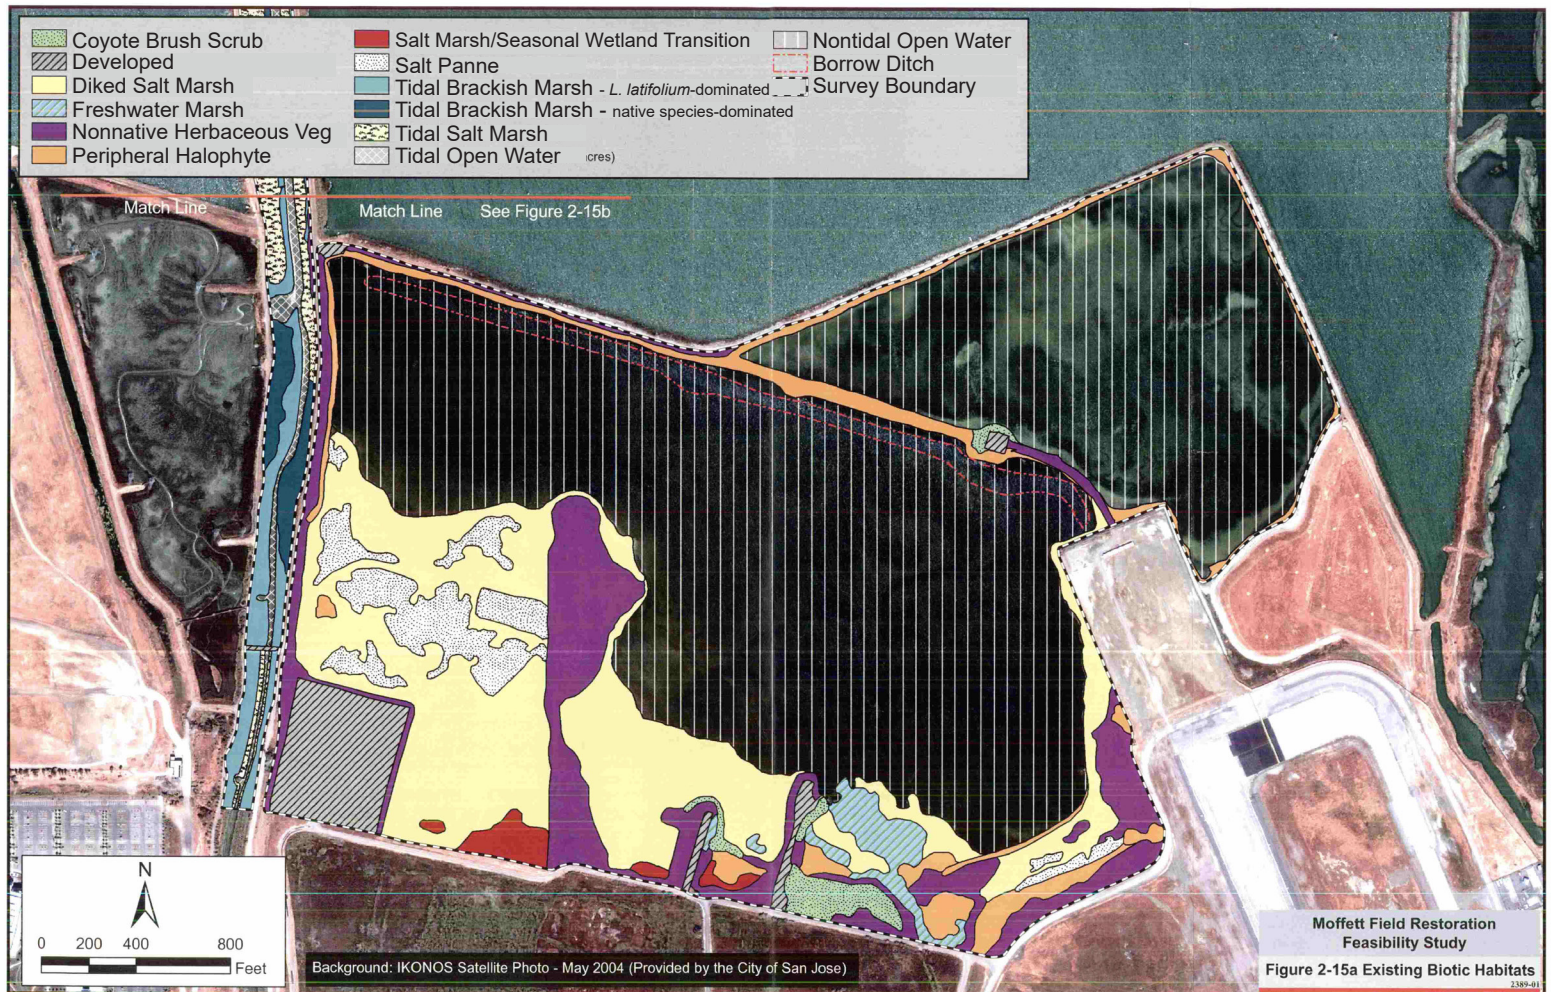 Coyote Brush Scrub
Developed
Diked Salt Marsh
Freshwater Marsh
Nonnative Herbaceous Veg
Peripheral Halophyte
Salt Marsh/Seasonal Wetland Transition
Salt Panne
Tidal Brackish Marsh - L. latifolium-dominated
Tidal Brackish Marsh - native species-dominated
Tidal Salt Marsh
Tidal Open Water cres)
Nontidal Open Water
Borrow Ditch
Survey Boundary
Match Line
Match Line See Figure 2-15b
N
0 200 400 800
Feet
Background: IKONOS Satellite Photo - May 2004 (Provided by the City of San Jose)
Moffett Field Restoration
Feasibility Study
Figure 2-15a Existing Biotic Habitats
2389-01